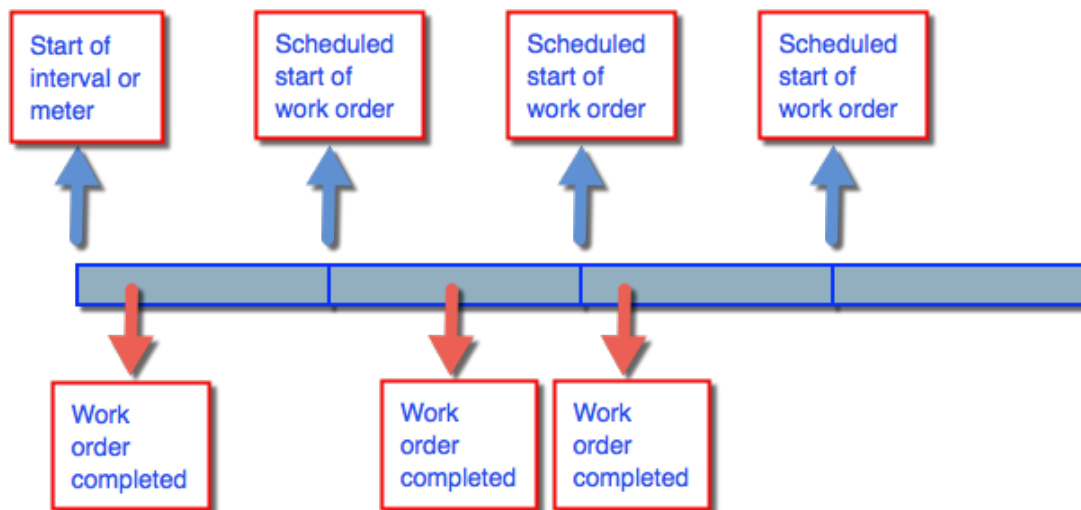 Start of
interval or
meter
Scheduled
start of
work order
Scheduled
start of
work order
Scheduled
start of
work order
Work
order
completed
Work
order
completed
Work
order
completed